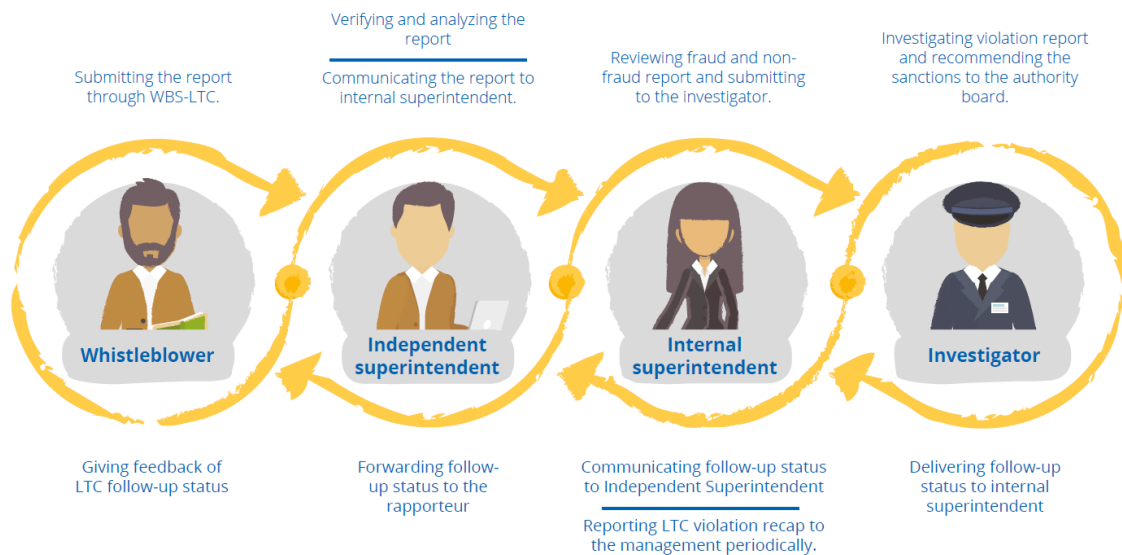 Submitting the report
through WBS-LTC.
Verifying and analyzing the
report
Communicating the report to
internal superintendent.
Reviewing fraud and non-
fraud report and submitting
to the investigator.
Investigating violation report
and recommending the
sanctions to the authority
board.
Whistleblower
Independent
superintendent
Internal
superintendent
Investigator
Giving feedback of
LTC follow-up status
Forwarding follow-
up status to the
rapporteur
Communicating follow-up status
to Independent Superintendent
Reporting LTC violation recap to
the management periodically.
Delivering follow-up
status to internal
superintendent